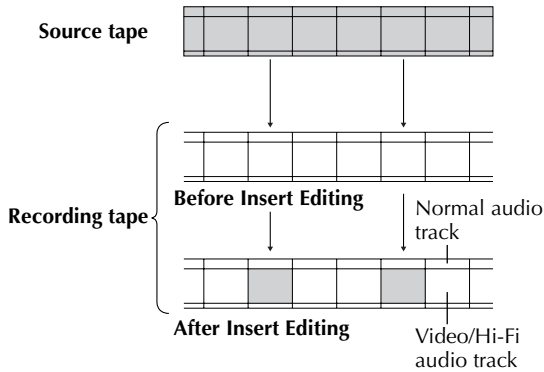 Source tape
Before Insert Editing
Recording tape
Normal audio
track
After Insert Editing
Video/Hi-Fi
audio track